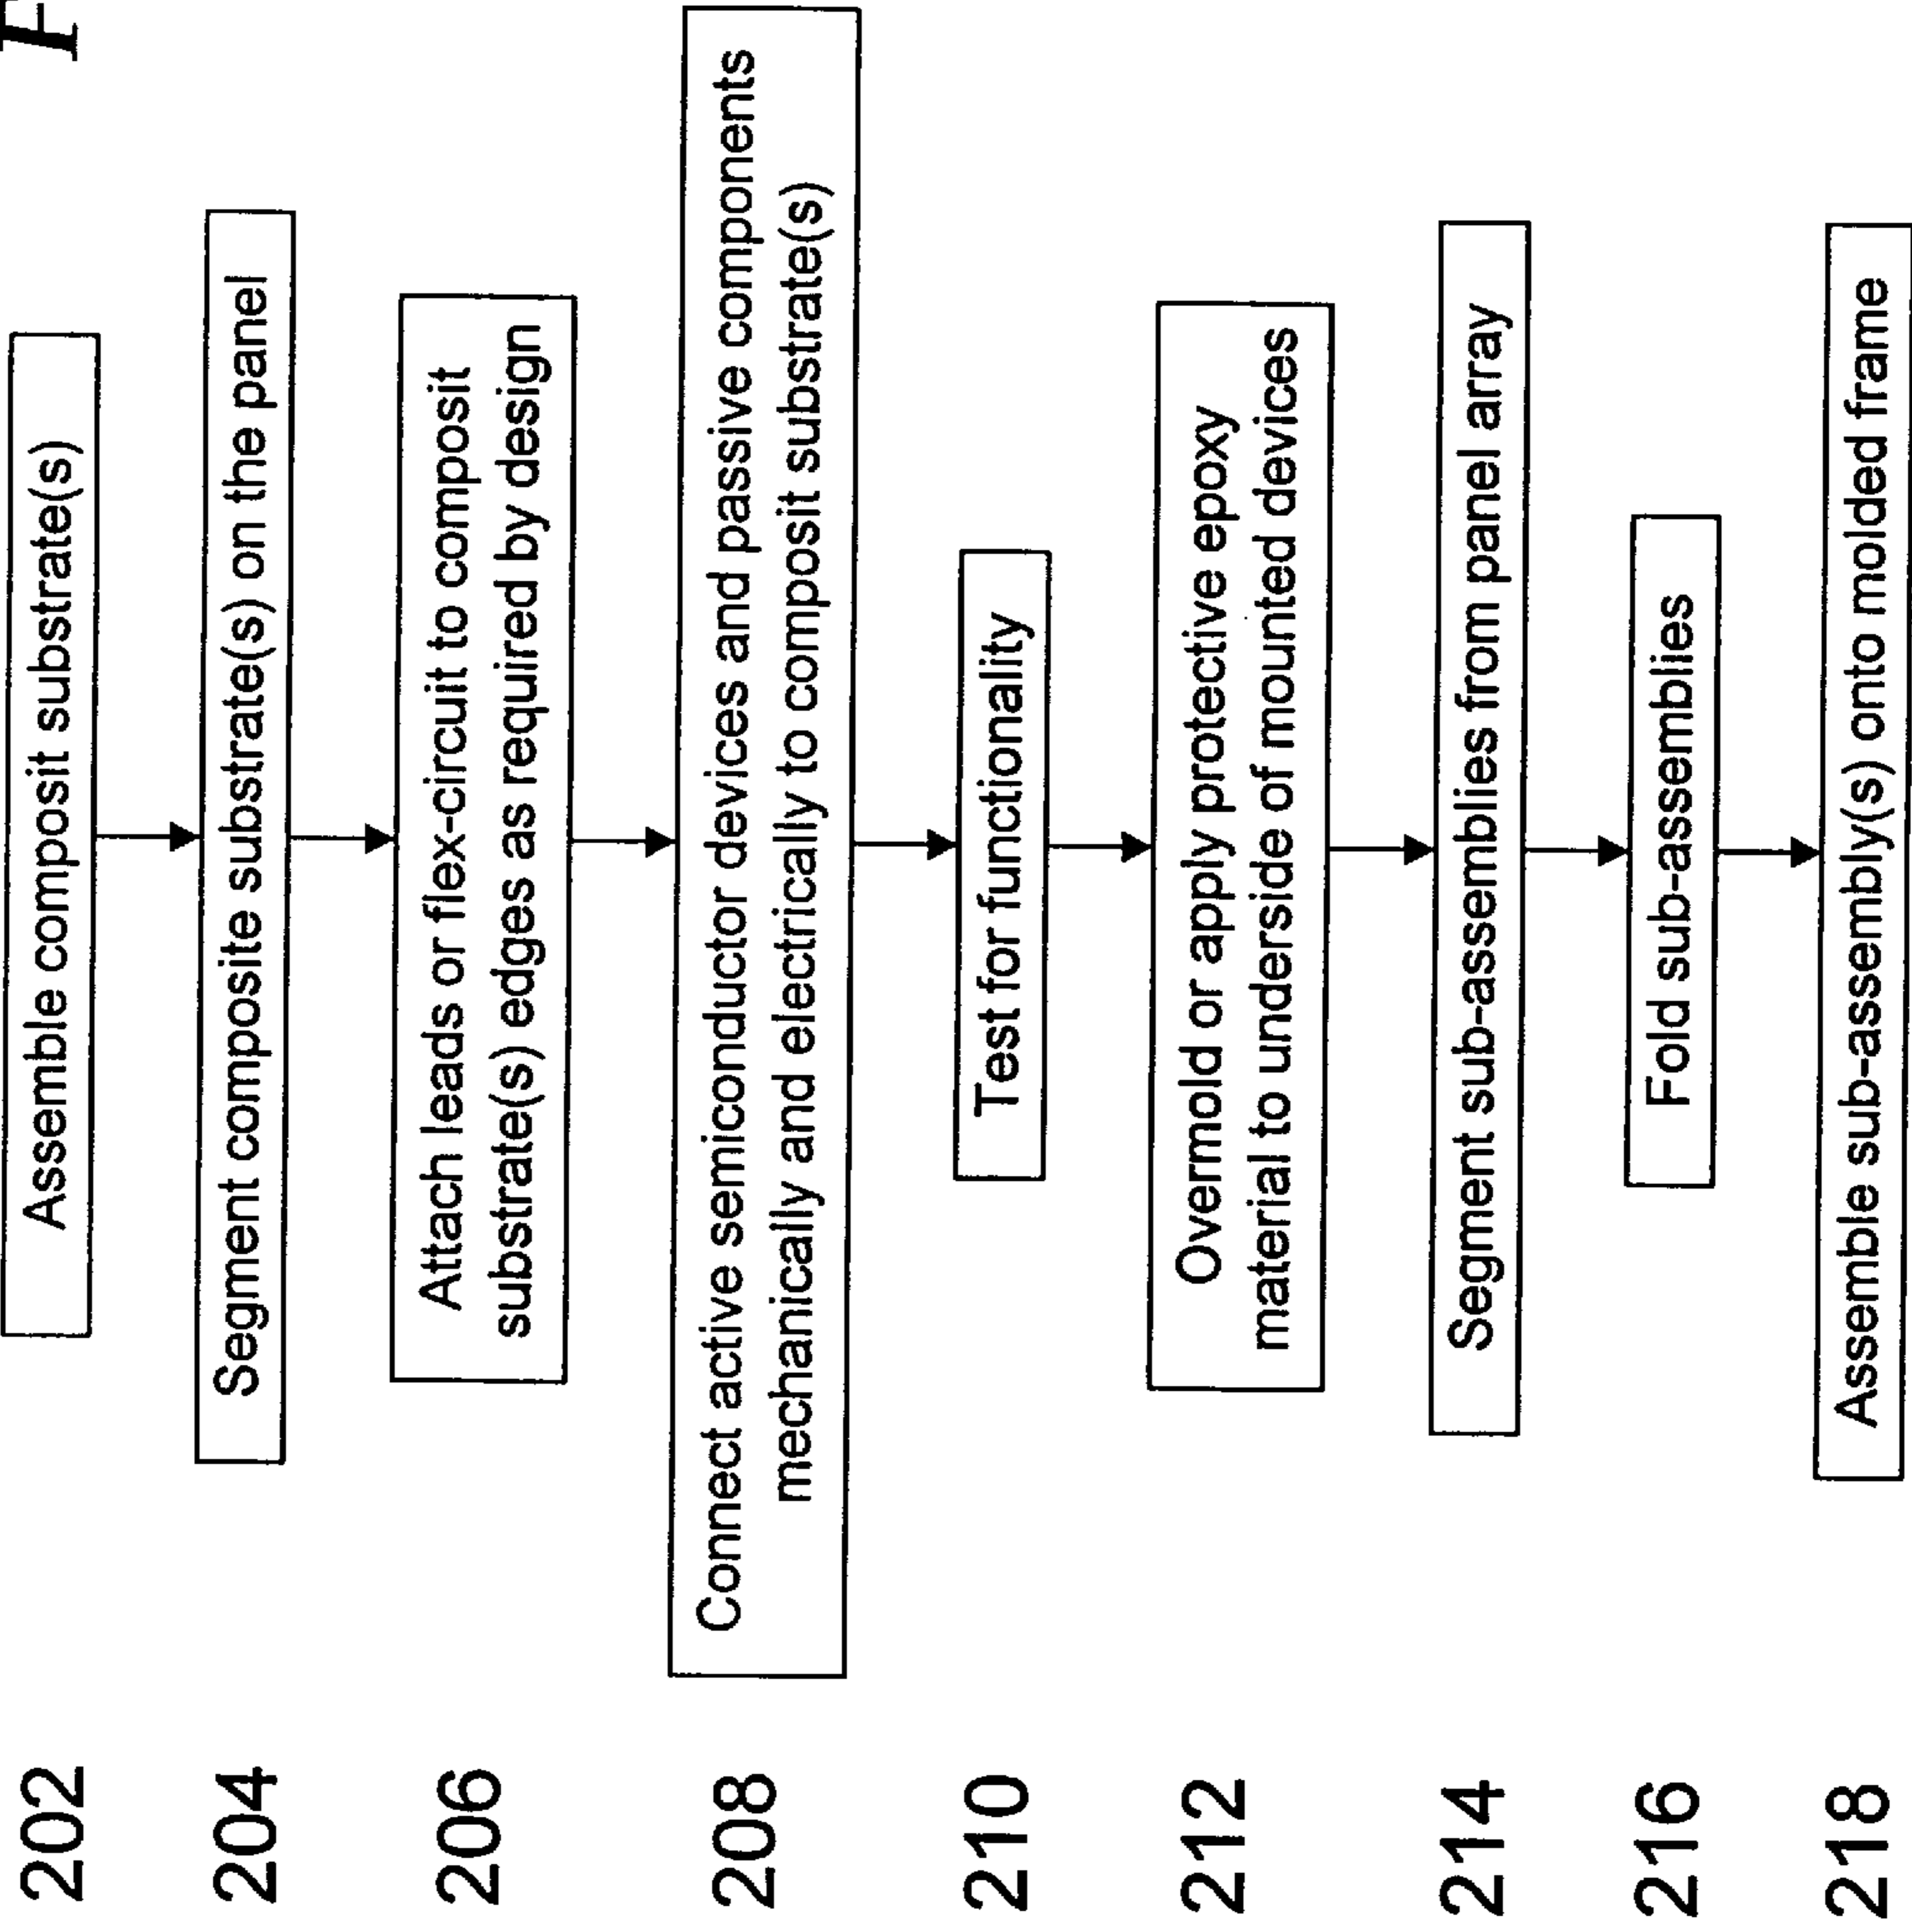 202
Assemble composit substrate(s)
204
Segment composite substrate(s) on the panel
206
Attach leads or flex-circuit to composit
substrate(s) edges as required by design
208
Connect active semiconductor devices and passive components
mechanically and electrically to composit substrate(s)
210
Test for functionality
212
Overmold or apply protective epoxy
material to underside of mounted devices
214
Segment sub-assemblies from panel array
216
Fold sub-assemblies
218
Assemble sub-assembly(s) onto molded frame